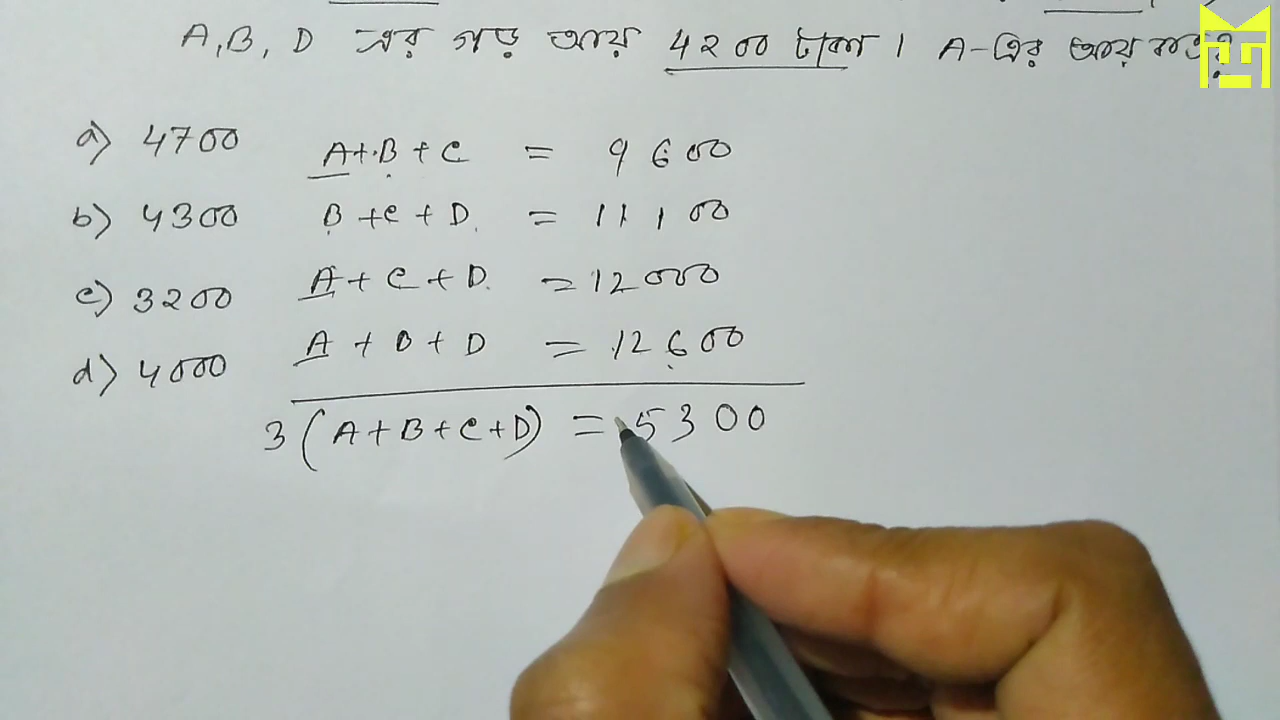 A, B, D এর গড় আয় 4200 টাকা । A-এর আয় কত?
a) 4700
A + B + C = 9600
b) 4300
B + C + D = 11100
c) 3200
A + C + D = 12000
d) 4000
A + B + D = 12600
3 (A + B + C + D) = 5300